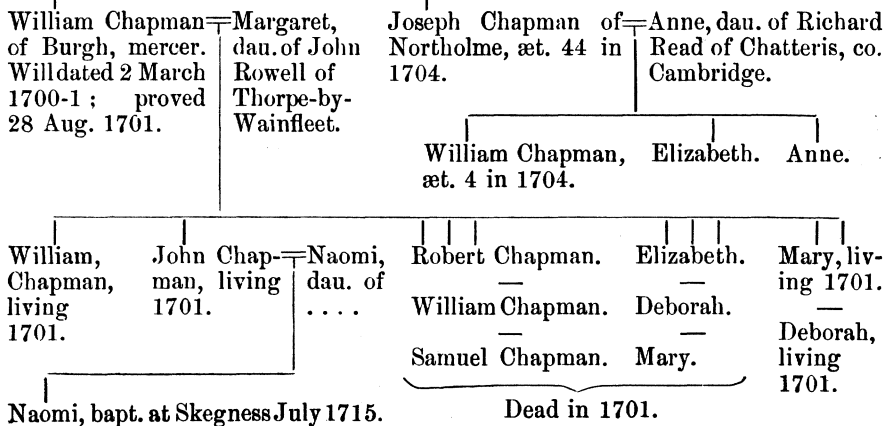 William Chapman
of Burgh, mercer.
Will dated 2 March
1700-1 ; proved
28 Aug. 1701.
Margaret,
dau. of John
Rowell of
Thorpe-by-
Wainfleet.
Joseph Chapman of
Northolme, æt. 44 in
1704.
Anne, dau. of Richard
Read of Chatteris, co.
Cambridge.
William Chapman,
æt. 4 in 1704.
Elizabeth.
Anne.
William,
Chapman,
living
1701.
John Chap-
man, living
1701.
Naomi,
dau. of
. . . .
Robert Chapman.
—
William Chapman.
—
Samuel Chapman.
Elizabeth.
—
Deborah.
—
Mary.
Dead in 1701.
Mary, liv-
ing 1701.
—
Deborah,
living
1701.
Naomi, bapt. at Skegness July 1715.